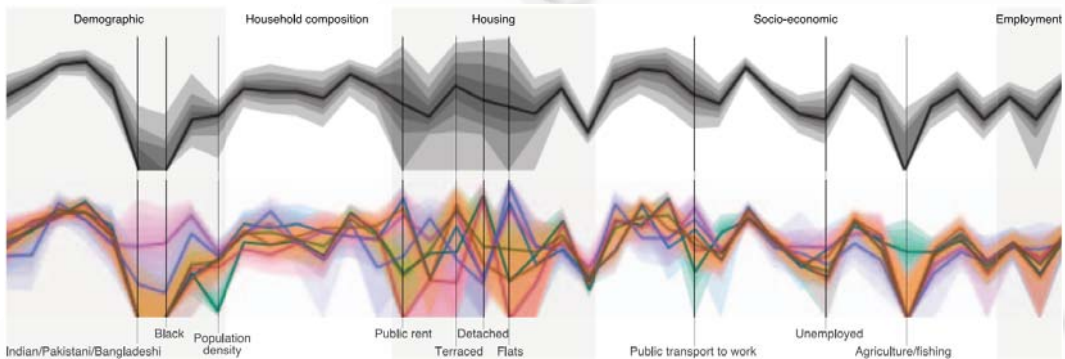 Demographic
Household composition
Housing
Socio-economic
Employment
Indian/Pakistani/Bangladeshi
Black
Population
density
Public rent
Terraced
Detached
Flats
Public transport to work
Unemployed
Agriculture/fishing